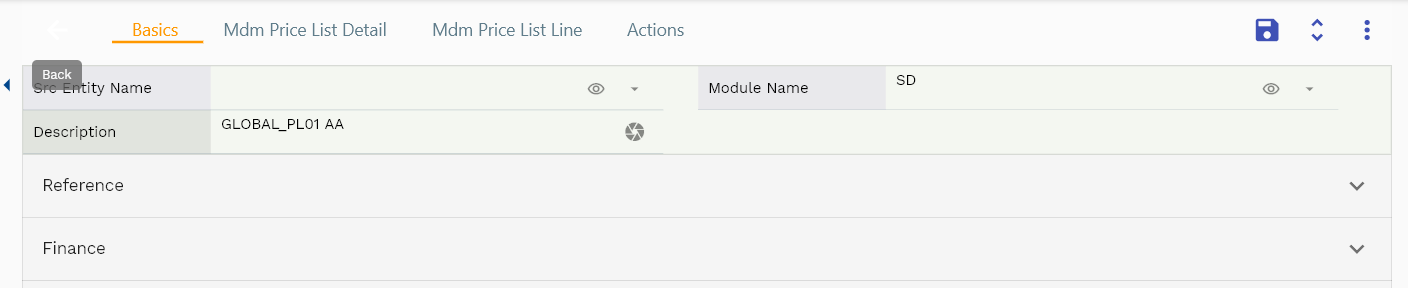 Basics Mdm Price List Detail Mdm Price List Line Actions
Back
Src Entity Name Module Name SD
Description GLOBAL_PL01 AA
Reference
Finance